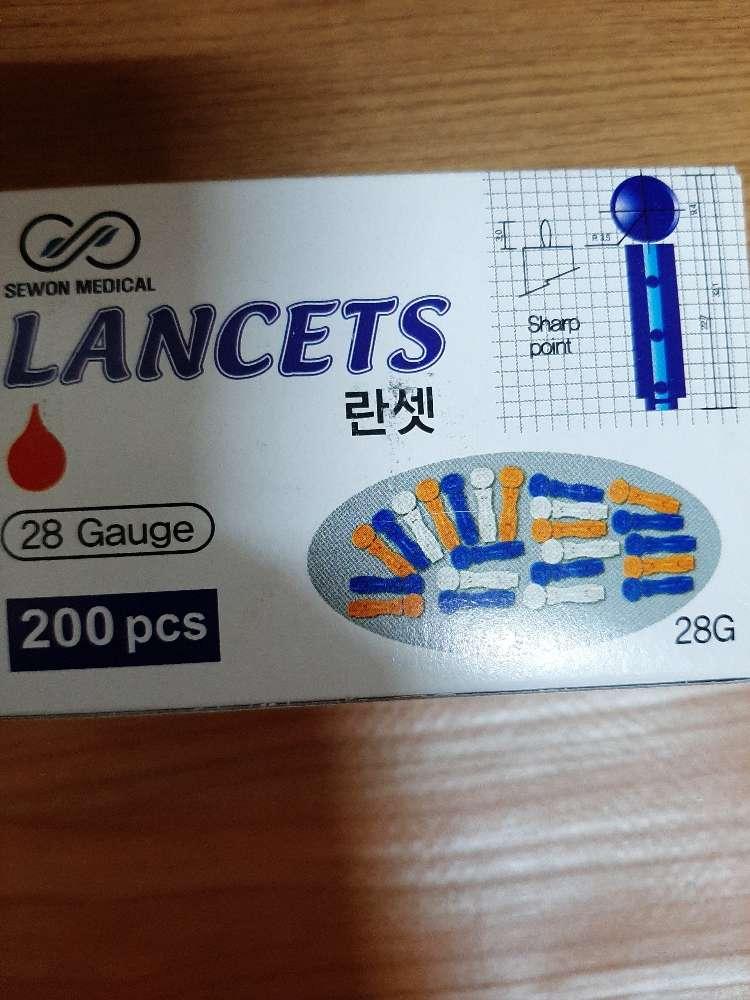 SEWON MEDICAL
LANCETS
란셋
28 Gauge
200 pcs
Sharp
point
28G